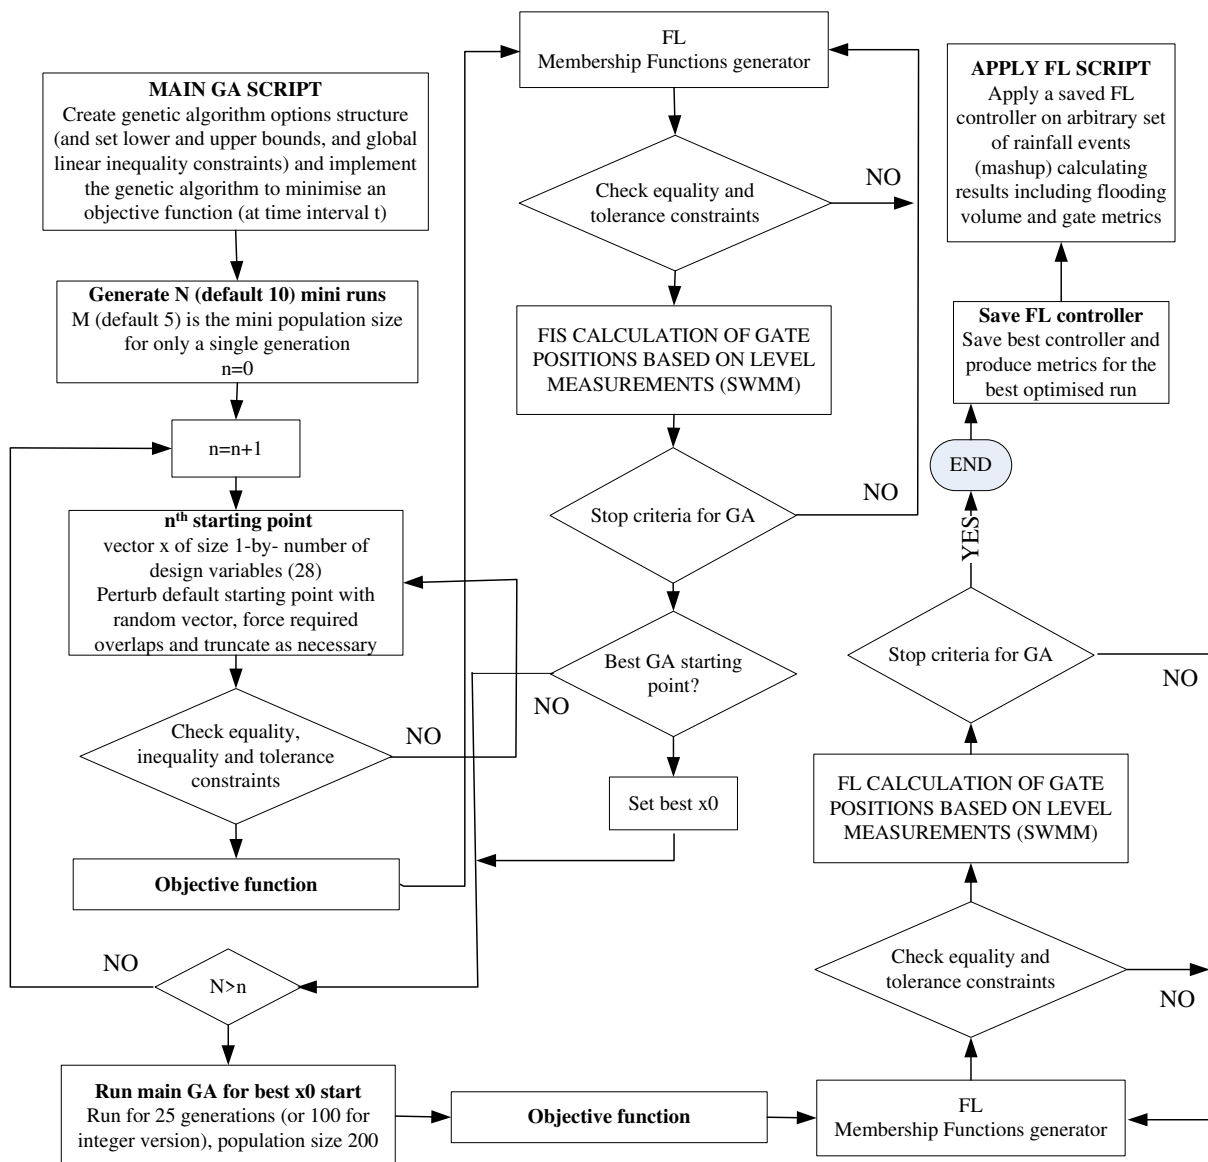 MAIN GA SCRIPT
Create genetic algorithm options structure
(and set lower and upper bounds, and global
linear inequality constraints) and implement
the genetic algorithm to minimise an
objective function (at time interval t)
Generate N (default 10) mini runs
M (default 5) is the mini population size
for only a single generation
n=0
n=n+1
nth starting point
vector x of size 1-by- number of
design variables (28)
Perturb default starting point with
random vector, force required
overlaps and truncate as necessary
Check equality,
inequality and tolerance
constraints
NO
Objective function
FL
Membership Functions generator
Check equality and
tolerance constraints
NO
FIS CALCULATION OF GATE
POSITIONS BASED ON LEVEL
MEASUREMENTS (SWMM)
Stop criteria for GA
NO
Best GA starting
point?
NO
Set best x0
N>n
NO
Run main GA for best x0 start
Run for 25 generations (or 100 for
integer version), population size 200
Objective function
FL
Membership Functions generator
Check equality and
tolerance constraints
NO
FL CALCULATION OF GATE
POSITIONS BASED ON LEVEL
MEASUREMENTS (SWMM)
Stop criteria for GA
NO
YES
END
Save FL controller
Save best controller and
produce metrics for the
best optimised run
APPLY FL SCRIPT
Apply a saved FL
controller on arbitrary set
of rainfall events
(mashup) calculating
results including flooding
volume and gate metrics